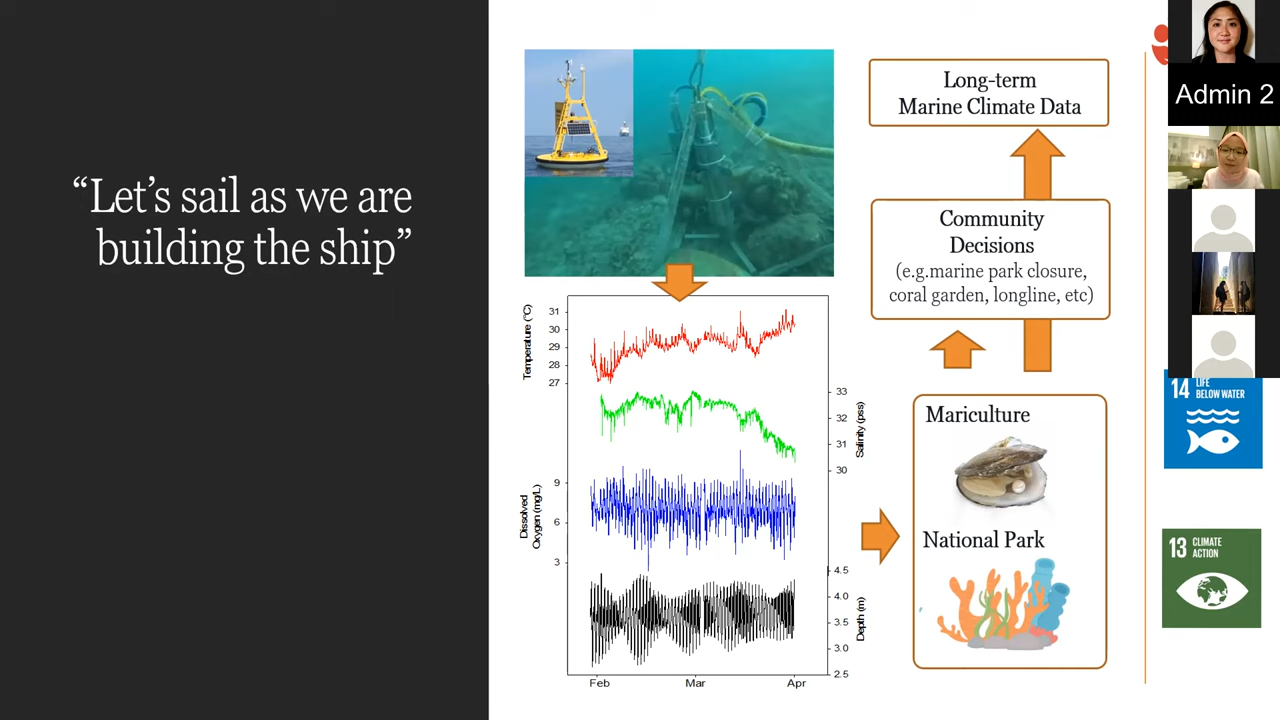 “Let’s sail as we are
building the ship”
Long-term
Marine Climate Data
Community
Decisions
(e.g.marine park closure,
coral garden, longline, etc)
Mariculture
National Park
Temperature (°C)
31
30
29
28
27
33
32
31
30
Salinity (pss)
Dissolved
Oxygen (mg/L)
9
6
3
4.5
4.0
3.5
3.0
2.5
Depth (m)
Feb Mar Apr
Admin 2
14 LIFE
BELOW WATER
13 CLIMATE
ACTION